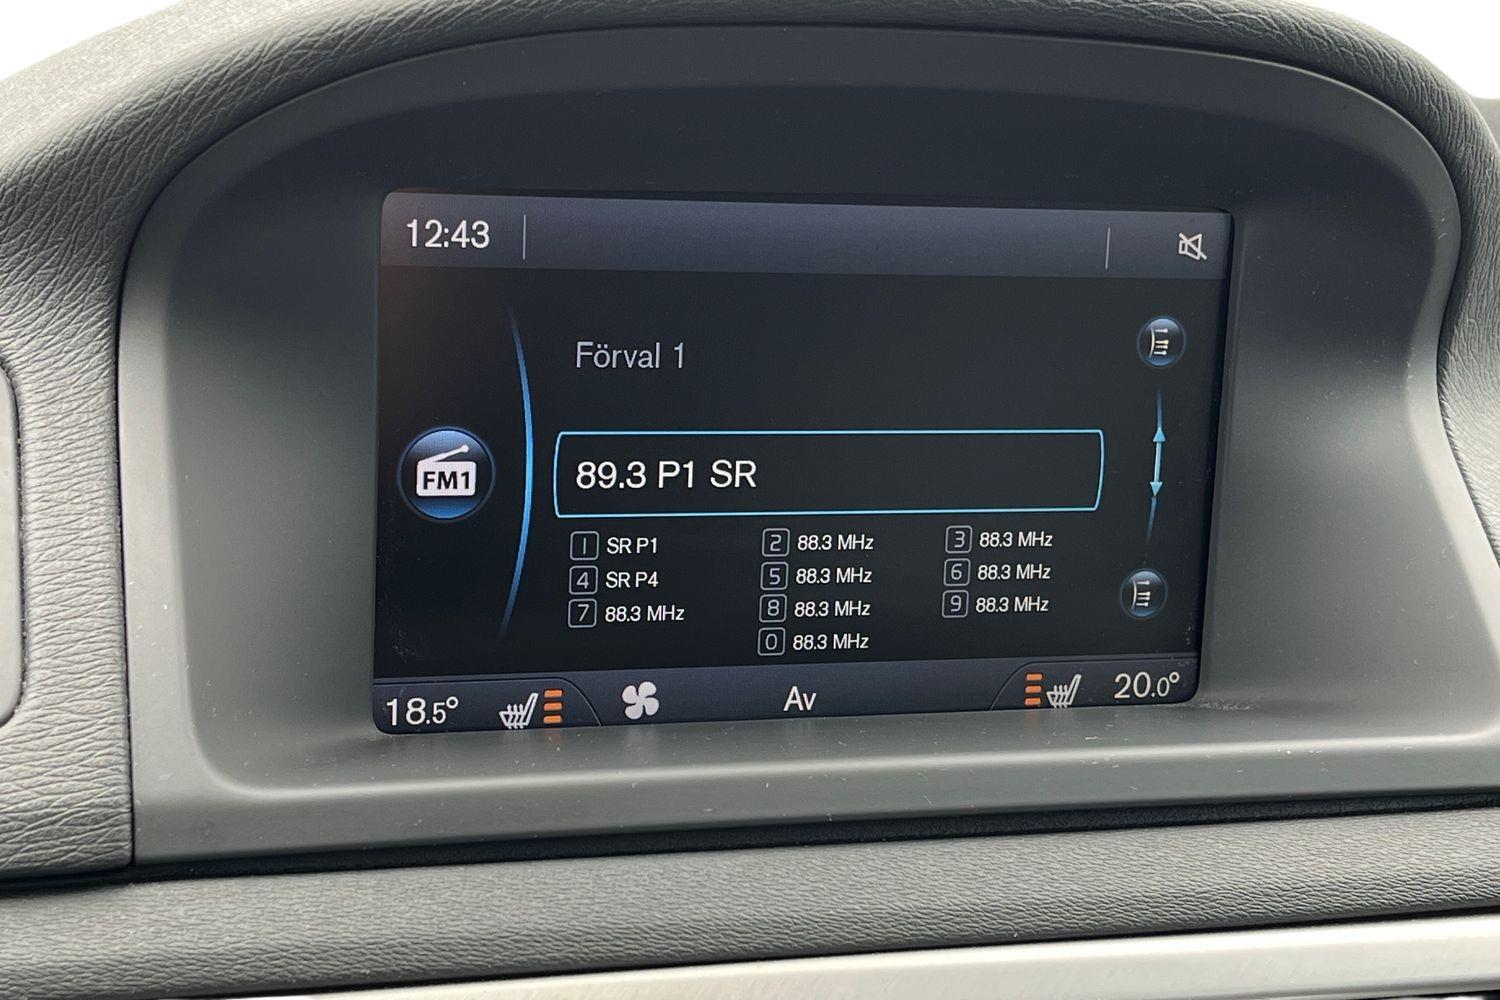 12:43
Förval 1
FM1
89.3 P1 SR
1 SR P1 2 88.3 MHz 3 88.3 MHz
4 SR P4 5 88.3 MHz 6 88.3 MHz
7 88.3 MHz 8 88.3 MHz 9 88.3 MHz
0 88.3 MHz
18.5° Av 20.0°